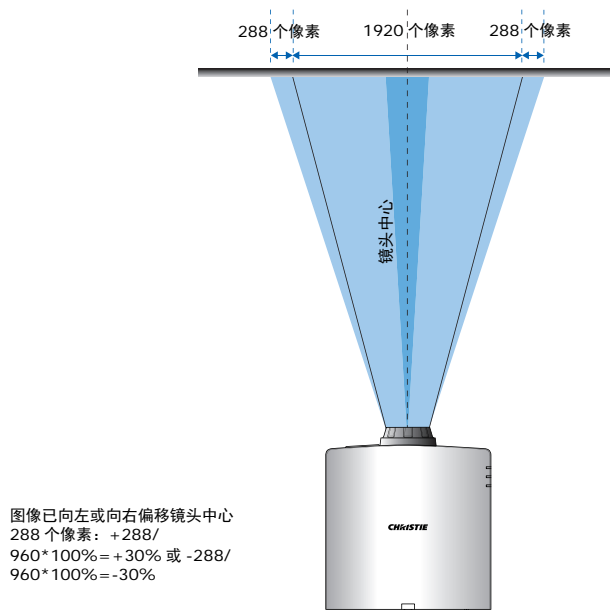 288 个像素
1920 个像素
288 个像素
镜头中心
CHRISTIE
图像已向左或向右偏移镜头中心
288 个像素：+288/
960*100%=+30% 或 -288/
960*100%=-30%